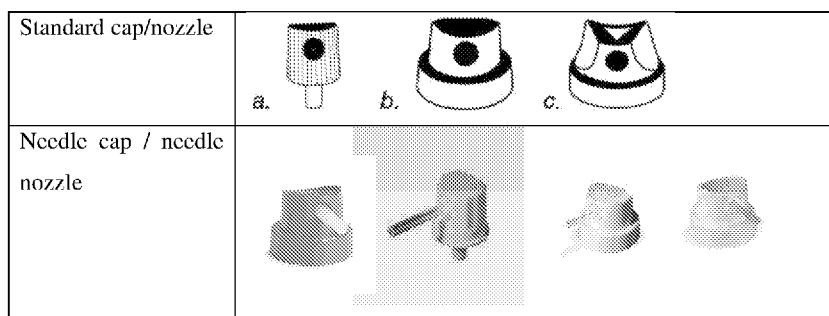 Standard cap/nozzle
a. b. c.
Needle cap / needle
nozzle